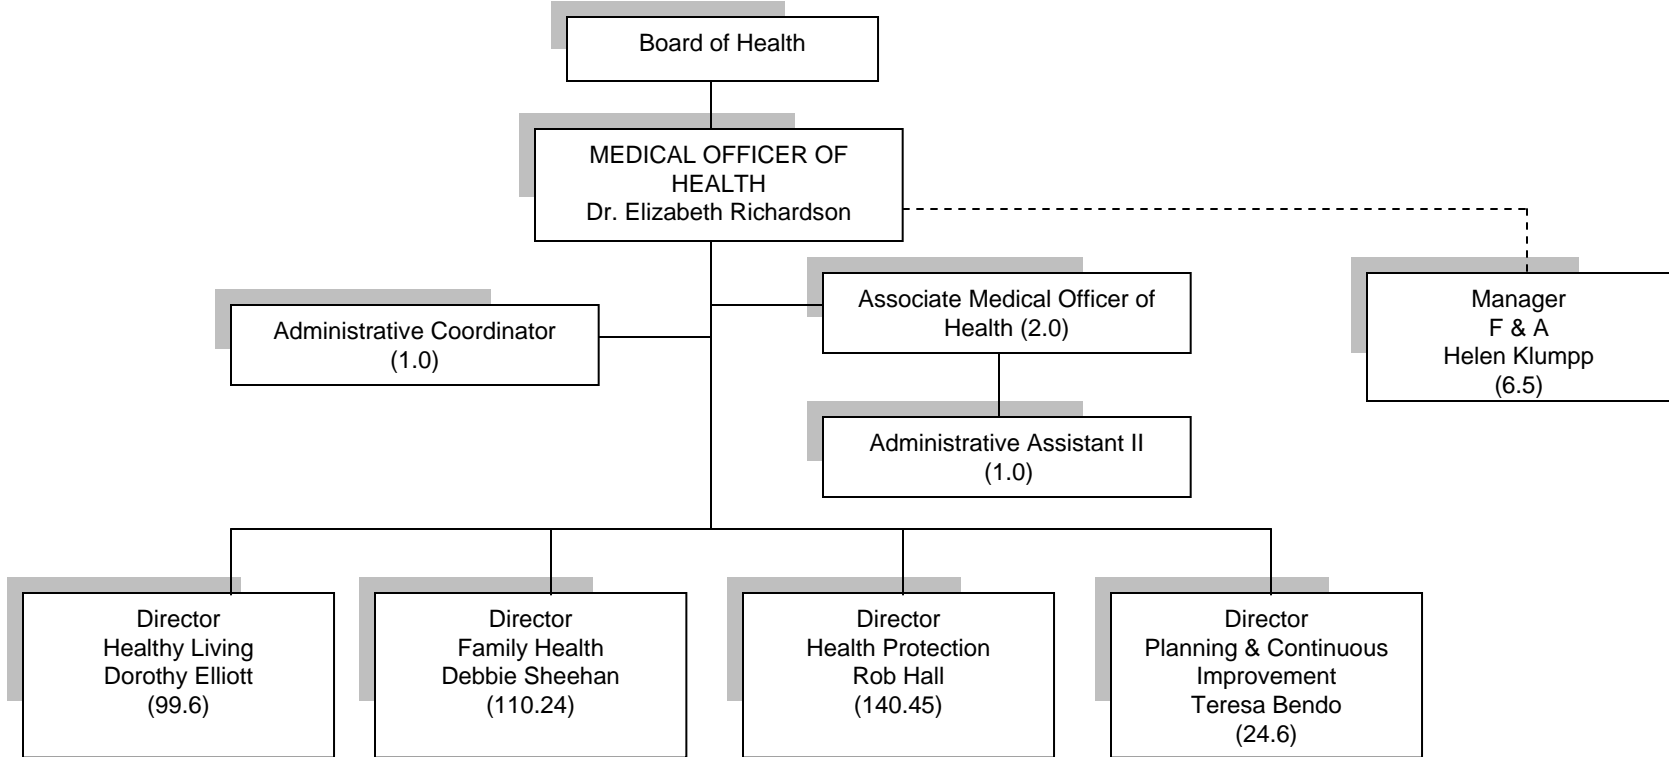 Board of Health
MEDICAL OFFICER OF
HEALTH
Dr. Elizabeth Richardson
Administrative Coordinator
(1.0)
Associate Medical Officer of
Health (2.0)
Manager
F & A
Helen Klumpp
(6.5)
Administrative Assistant II
(1.0)
Director
Healthy Living
Dorothy Elliott
(99.6)
Director
Family Health
Debbie Sheehan
(110.24)
Director
Health Protection
Rob Hall
(140.45)
Director
Planning & Continuous
Improvement
Teresa Bendo
(24.6)